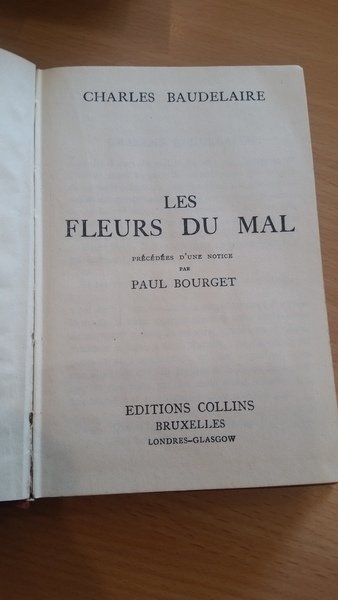 CHARLES BAUDELAIRE
LES
FLEURS DU MAL
PRÉCÉDÉES D'UNE NOTICE
PAR
PAUL BOURGET
EDITIONS COLLINS
BRUXELLES
LONDRES–GLASGOW